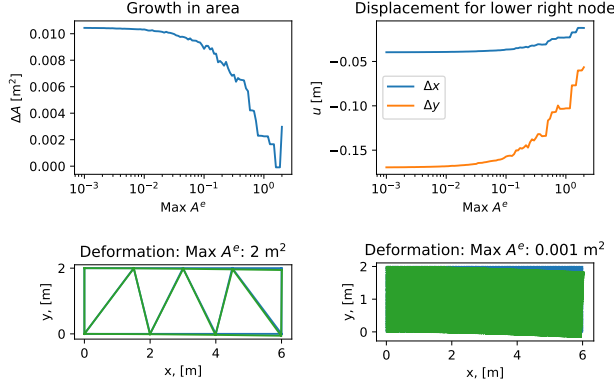 Growth in area
0.010
0.008
0.006
0.004
0.002
0.000
ΔA [m²]
10⁻³ 10⁻² 10⁻¹ 10⁰
Max Aᵉ
Displacement for lower right node
−0.05
−0.10
−0.15
u [m]
Δx
Δy
10⁻³ 10⁻² 10⁻¹ 10⁰
Max Aᵉ
Deformation: Max Aᵉ: 2 m²
2
0
y, [m]
0 2 4 6
x, [m]
Deformation: Max Aᵉ: 0.001 m²
2
1
0
y, [m]
0 2 4 6
x, [m]